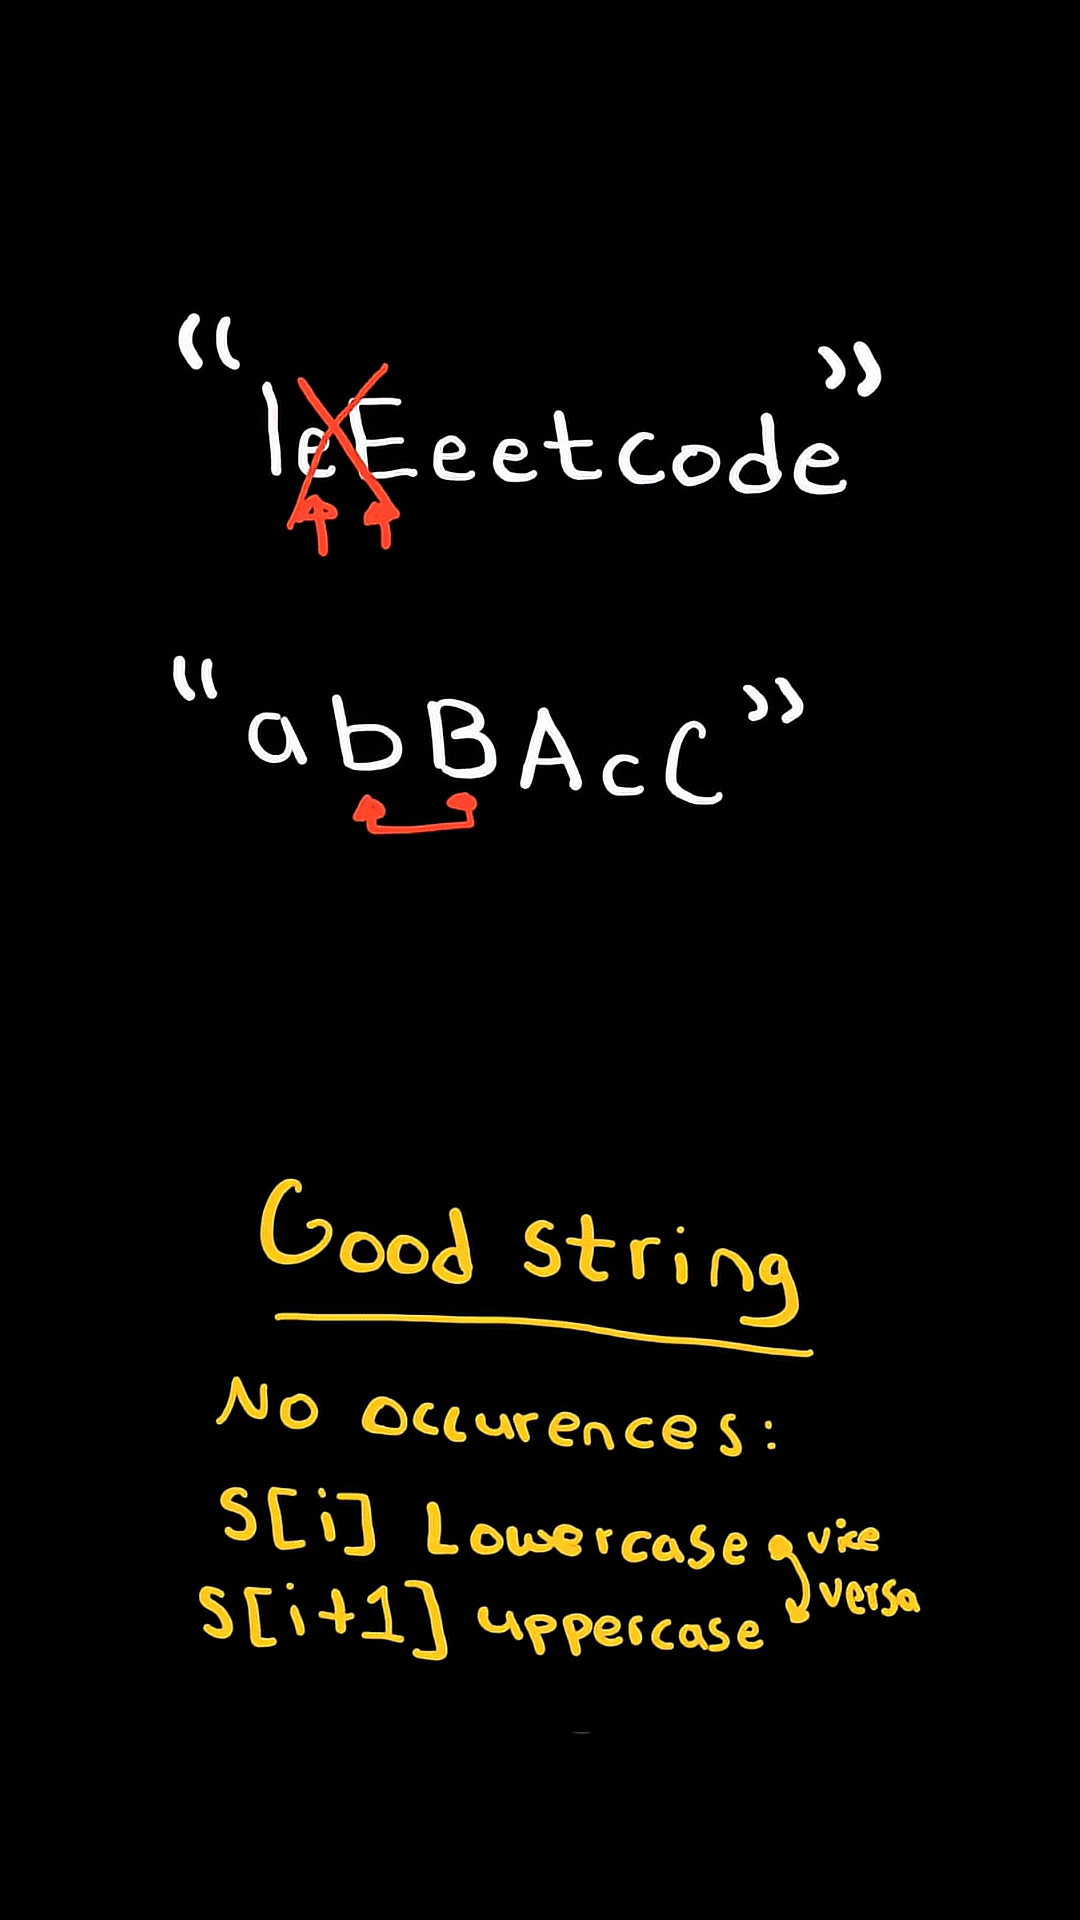 “leEeetcode”
“abBAcC”
Good string
No occurences:
S[i] Lowercase vice
S[i+1] uppercase versa